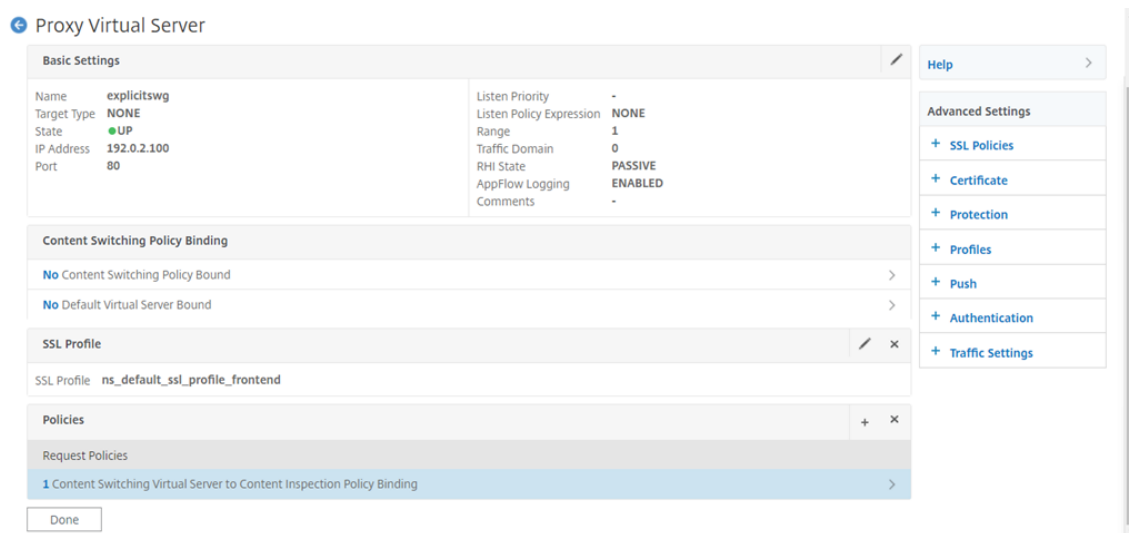 Proxy Virtual Server
Basic Settings
Name explicitswg
Target Type NONE
State UP
IP Address 192.0.2.100
Port 80
Listen Priority -
Listen Policy Expression NONE
Range 1
Traffic Domain 0
RHI State PASSIVE
AppFlow Logging ENABLED
Comments -
Content Switching Policy Binding
No Content Switching Policy Bound
No Default Virtual Server Bound
SSL Profile
SSL Profile ns_default_ssl_profile_frontend
Policies
Request Policies
1 Content Switching Virtual Server to Content Inspection Policy Binding
Done
Help
Advanced Settings
+ SSL Policies
+ Certificate
+ Protection
+ Profiles
+ Push
+ Authentication
+ Traffic Settings